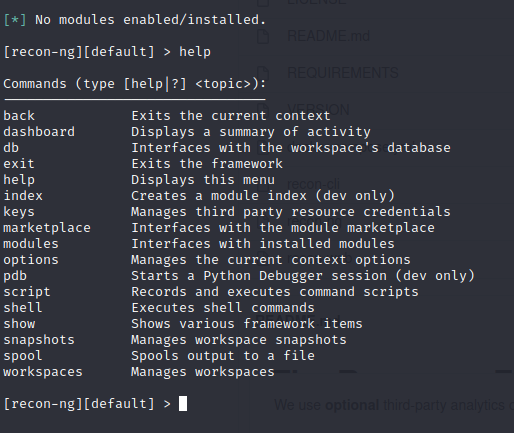 [*] No modules enabled/installed.
[recon-ng][default] > help
Commands (type [help|?] <topic>):
---------------------------------
back Exits the current context
dashboard Displays a summary of activity
db Interfaces with the workspace's database
exit Exits the framework
help Displays this menu
index Creates a module index (dev only)
keys Manages third party resource credentials
marketplace Interfaces with the module marketplace
modules Interfaces with installed modules
options Manages the current context options
pdb Starts a Python Debugger session (dev only)
script Records and executes command scripts
shell Executes shell commands
show Shows various framework items
snapshots Manages workspace snapshots
spool Spools output to a file
workspaces Manages workspaces
[recon-ng][default] >
LICENSE
README.md
REQUIREMENTS
VERSION
recon-cli
We use optional third-party analytics